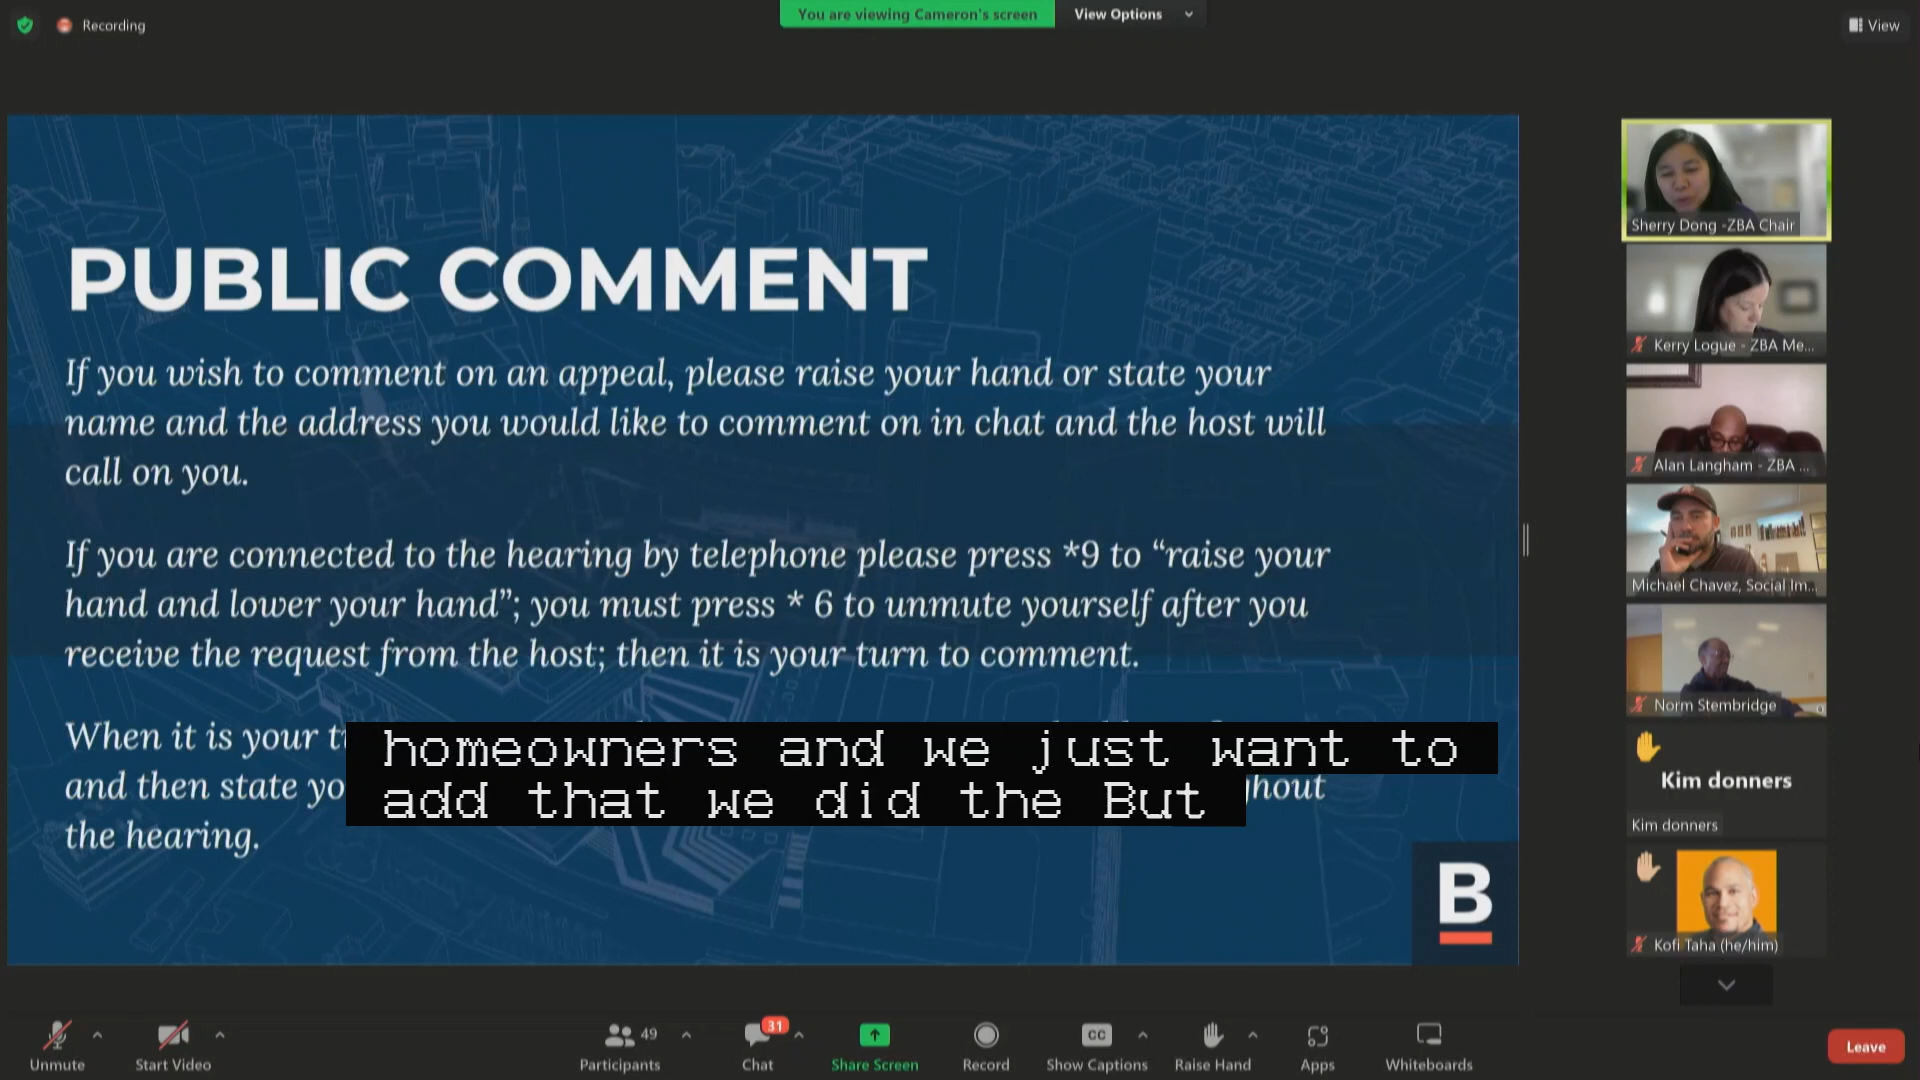 Recording
You are viewing Cameron's screen
View Options
View
PUBLIC COMMENT
If you wish to comment on an appeal, please raise your hand or state your
name and the address you would like to comment on in chat and the host will
call on you.
If you are connected to the hearing by telephone please press *9 to “raise your
hand and lower your hand”; you must press * 6 to unmute yourself after you
receive the request from the host; then it is your turn to comment.
When it is your
and then state
the hearing.
homeowners and we just want to
add that we did the But
B
Sherry Dong -ZBA Chair
Kerry Logue - ZBA Me...
Alan Langham - ZBA ...
Michael Chavez, Social Im...
Norm Stembridge
Kim donners
Kim donners
Kofi Taha (he/him)
Unmute
Start Video
49
Participants
31
Chat
Share Screen
Record
CC
Show Captions
Raise Hand
Apps
Whiteboards
Leave